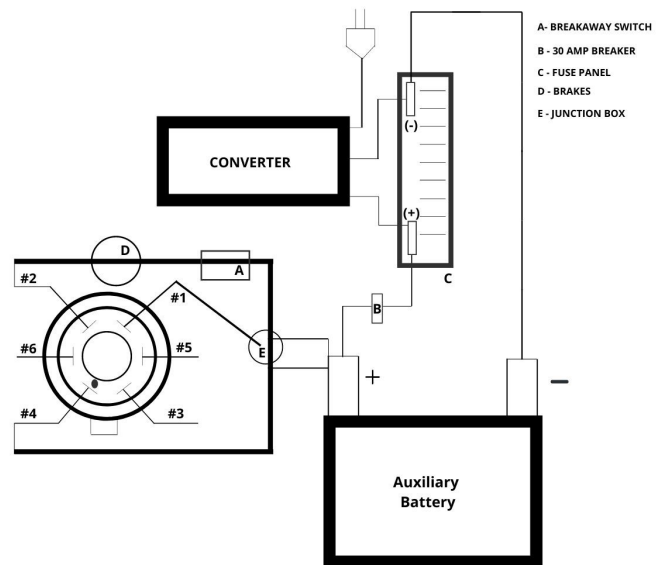 A- BREAKAWAY SWITCH
B - 30 AMP BREAKER
C - FUSE PANEL
D - BRAKES
E - JUNCTION BOX
(-)
CONVERTER
(+)
C
D
A
#2
#1
B
E
#6
#5
#4
#3
+
-
Auxiliary
Battery